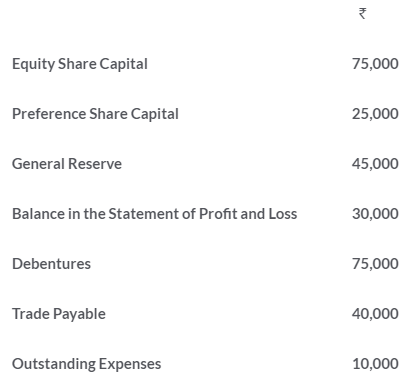 ₹
Equity Share Capital 75,000
Preference Share Capital 25,000
General Reserve 45,000
Balance in the Statement of Profit and Loss 30,000
Debentures 75,000
Trade Payable 40,000
Outstanding Expenses 10,000